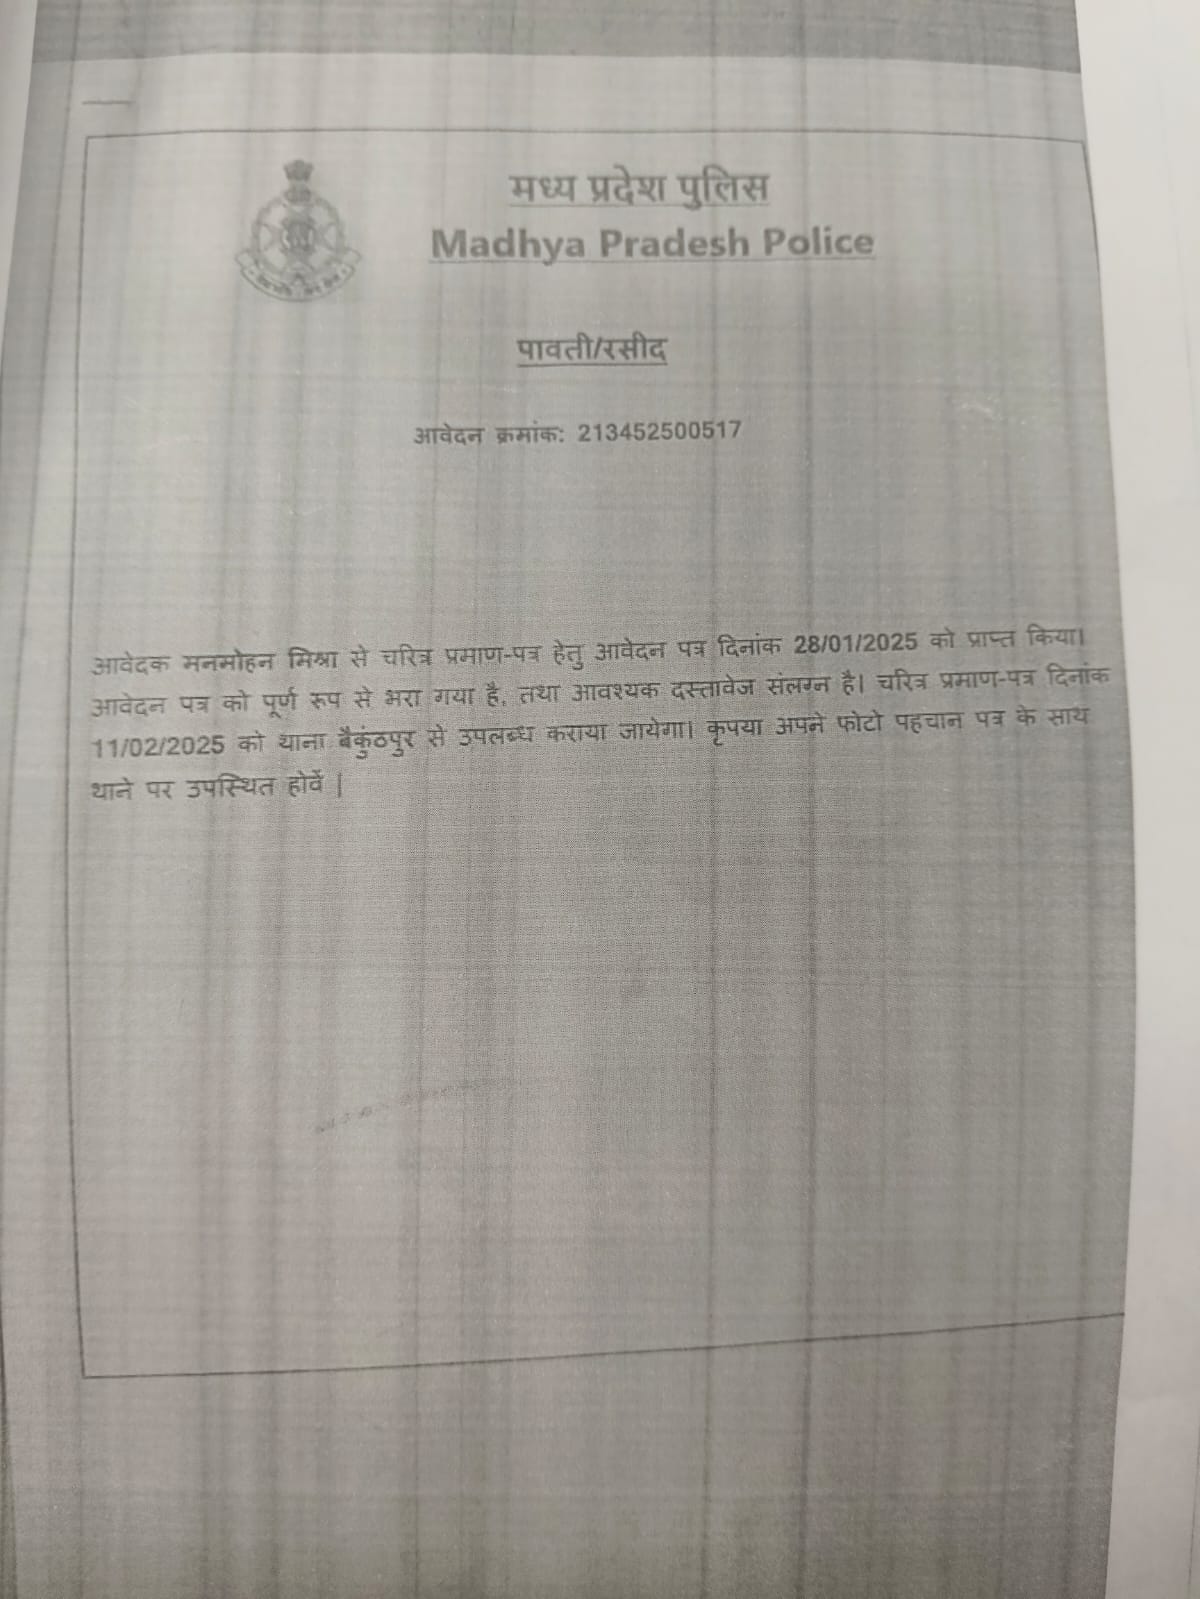 मध्य प्रदेश पुलिस
Madhya Pradesh Police
पावती/रसीद
आवेदन क्रमांक: 213452500517
आवेदक मनमोहन मिश्रा से चरित्र प्रमाण-पत्र हेतु आवेदन पत्र दिनांक 28/01/2025 को प्राप्त किया।
आवेदन पत्र को पूर्ण रुप से भरा गया है, तथा आवश्यक दस्तावेज संलग्न है। चरित्र प्रमाण-पत्र दिनांक
11/02/2025 को थाना बैकुंठपुर से उपलब्ध कराया जायेगा। कृपया अपने फोटो पहचान पत्र के साथ
थाने पर उपस्थित होवें |